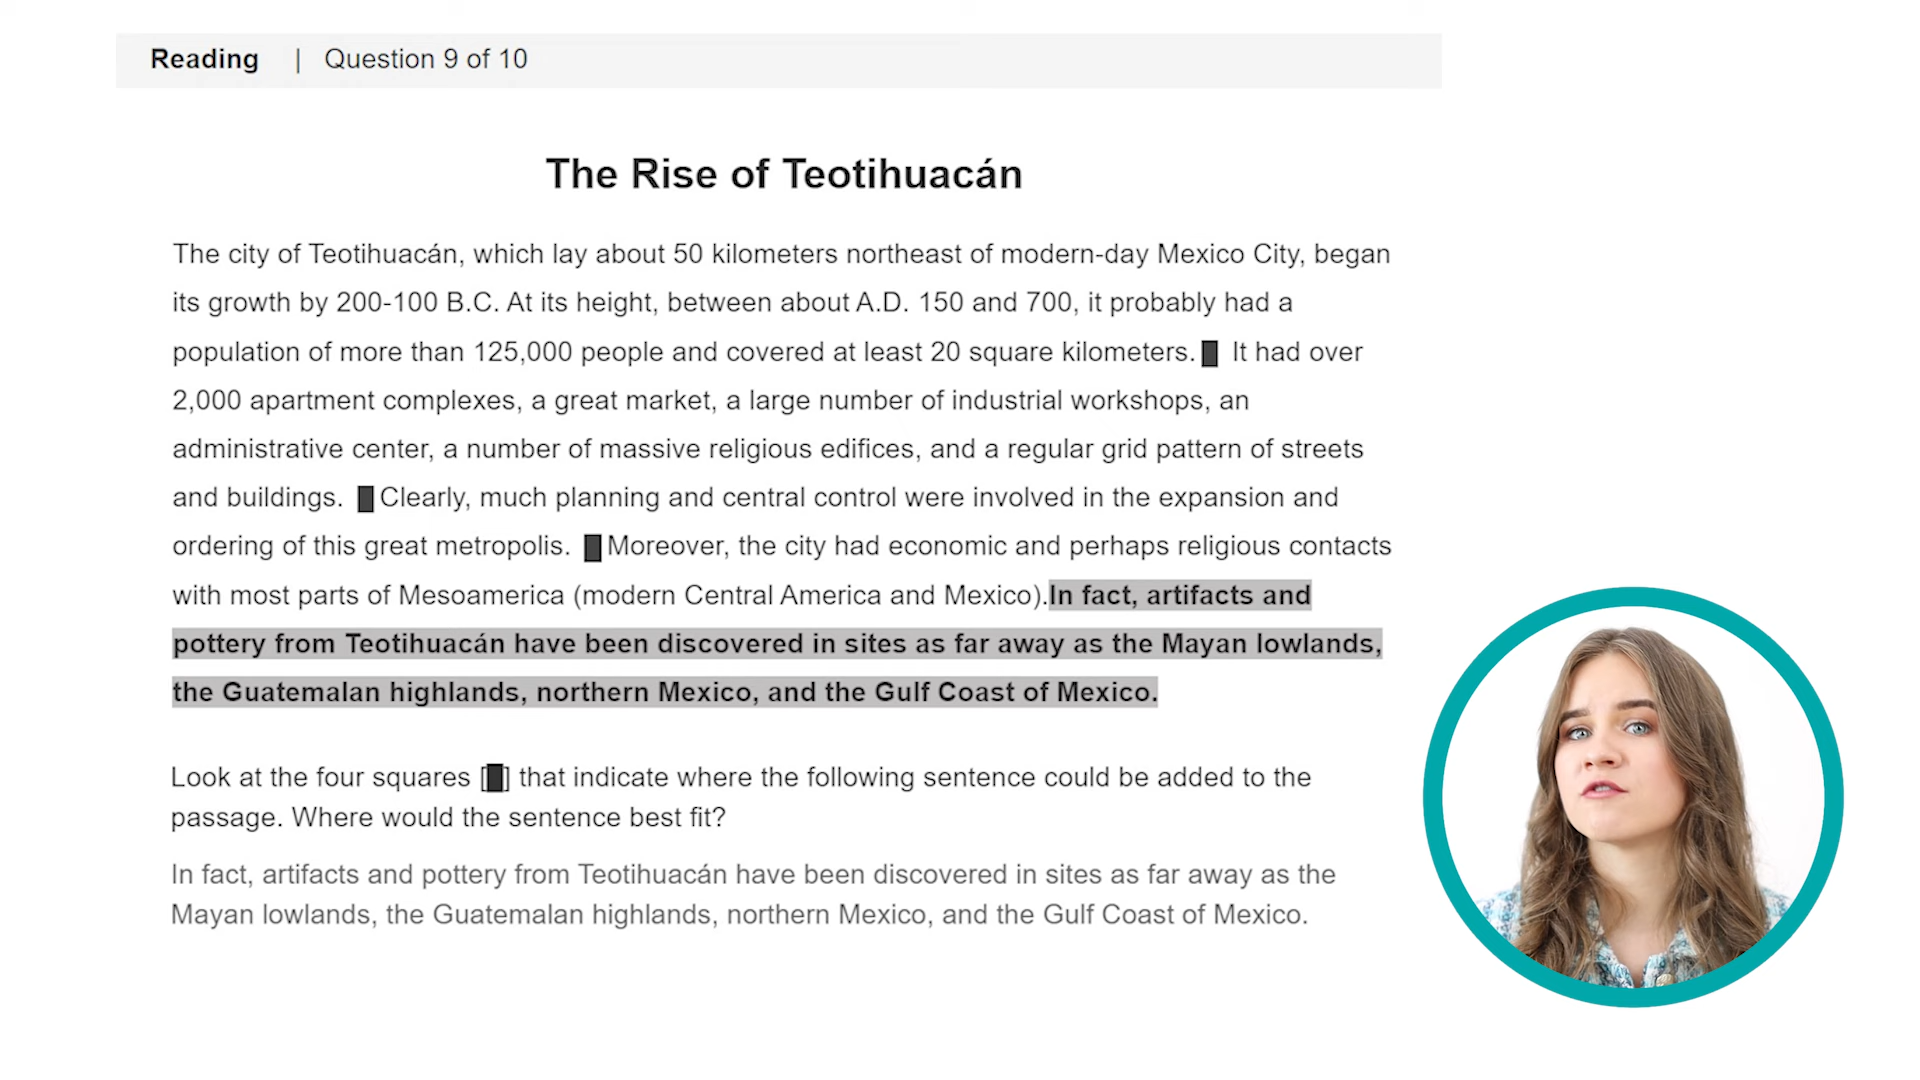 Reading | Question 9 of 10
The Rise of Teotihuacán
The city of Teotihuacán, which lay about 50 kilometers northeast of modern-day Mexico City, began
its growth by 200-100 B.C. At its height, between about A.D. 150 and 700, it probably had a
population of more than 125,000 people and covered at least 20 square kilometers.■ It had over
2,000 apartment complexes, a great market, a large number of industrial workshops, an
administrative center, a number of massive religious edifices, and a regular grid pattern of streets
and buildings. ■Clearly, much planning and central control were involved in the expansion and
ordering of this great metropolis. ■Moreover, the city had economic and perhaps religious contacts
with most parts of Mesoamerica (modern Central America and Mexico).In fact, artifacts and
pottery from Teotihuacán have been discovered in sites as far away as the Mayan lowlands,
the Guatemalan highlands, northern Mexico, and the Gulf Coast of Mexico.
Look at the four squares [■] that indicate where the following sentence could be added to the
passage. Where would the sentence best fit?
In fact, artifacts and pottery from Teotihuacán have been discovered in sites as far away as the
Mayan lowlands, the Guatemalan highlands, northern Mexico, and the Gulf Coast of Mexico.